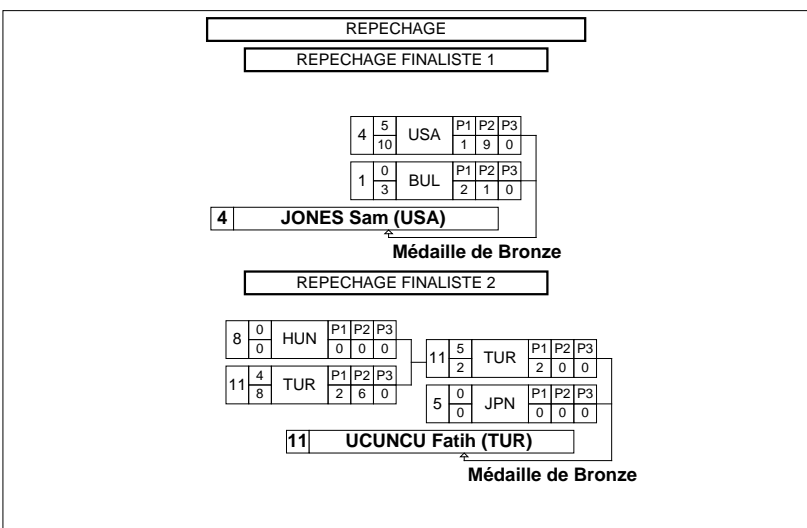 REPECHAGE
REPECHAGE FINALISTE 1
4 5 USA P1 P2 P3
10 1 9 0
1 0 BUL P1 P2 P3
3 2 1 0
4 JONES Sam (USA)
Médaille de Bronze
REPECHAGE FINALISTE 2
8 0 HUN P1 P2 P3
0 0 0 0
11 4 TUR P1 P2 P3
8 2 6 0
11 5 TUR P1 P2 P3
2 2 0 0
5 0 JPN P1 P2 P3
0 0 0 0
11 UCUNCU Fatih (TUR)
Médaille de Bronze